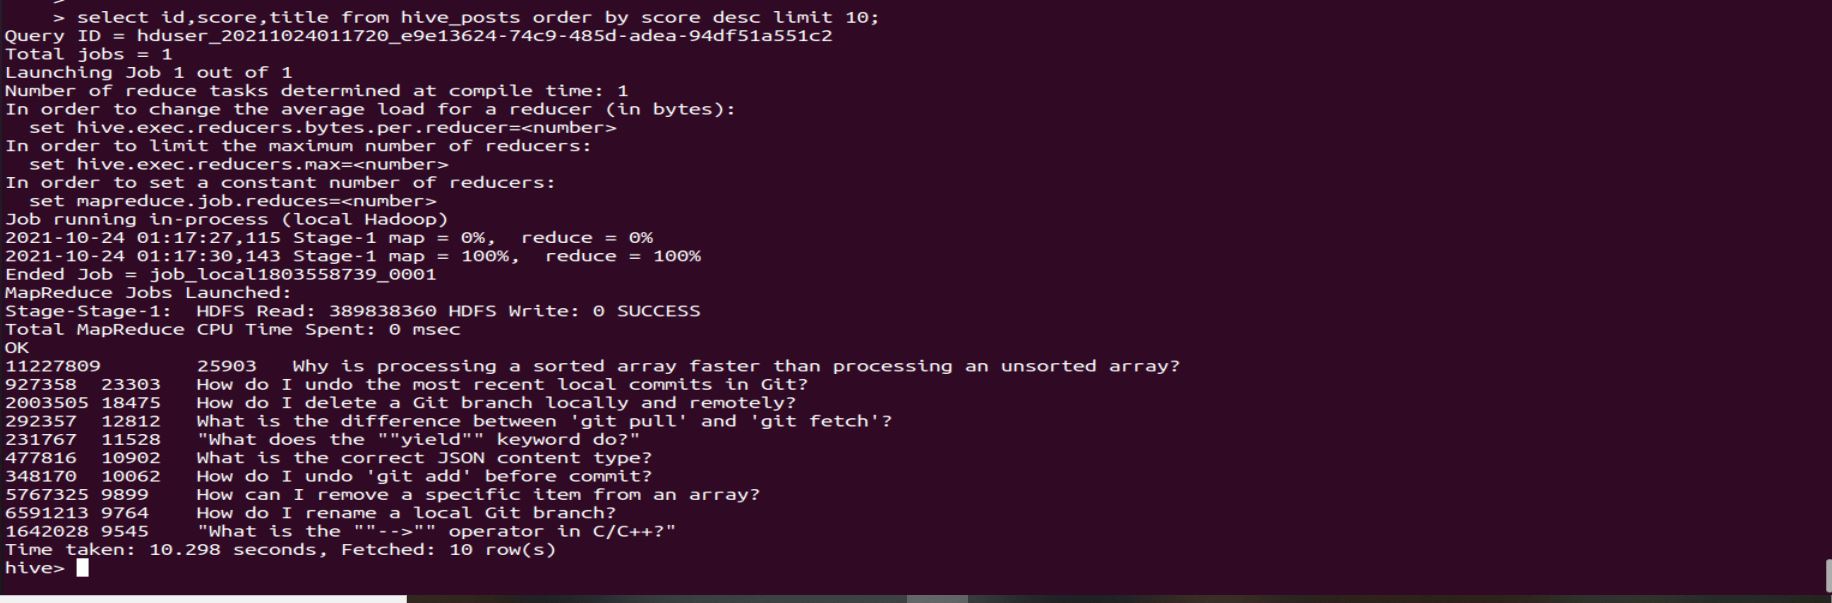 >
> select id,score,title from hive_posts order by score desc limit 10;
Query ID = hduser_20211024011720_e9e13624-74c9-485d-adea-94df51a551c2
Total jobs = 1
Launching Job 1 out of 1
Number of reduce tasks determined at compile time: 1
In order to change the average load for a reducer (in bytes):
  set hive.exec.reducers.bytes.per.reducer=<number>
In order to limit the maximum number of reducers:
  set hive.exec.reducers.max=<number>
In order to set a constant number of reducers:
  set mapreduce.job.reduces=<number>
Job running in-process (local Hadoop)
2021-10-24 01:17:27,115 Stage-1 map = 0%,  reduce = 0%
2021-10-24 01:17:30,143 Stage-1 map = 100%,  reduce = 100%
Ended Job = job_local1803558739_0001
MapReduce Jobs Launched:
Stage-Stage-1:  HDFS Read: 389838360 HDFS Write: 0 SUCCESS
Total MapReduce CPU Time Spent: 0 msec
OK
11227809        25903   Why is processing a sorted array faster than processing an unsorted array?
927358  23303   How do I undo the most recent local commits in Git?
2003505 18475   How do I delete a Git branch locally and remotely?
292357  12812   What is the difference between 'git pull' and 'git fetch'?
231767  11528   "What does the ""yield"" keyword do?"
477816  10902   What is the correct JSON content type?
348170  10062   How do I undo 'git add' before commit?
5767325 9899    How can I remove a specific item from an array?
6591213 9764    How do I rename a local Git branch?
1642028 9545    "What is the ""-->"" operator in C/C++?"
Time taken: 10.298 seconds, Fetched: 10 row(s)
hive>